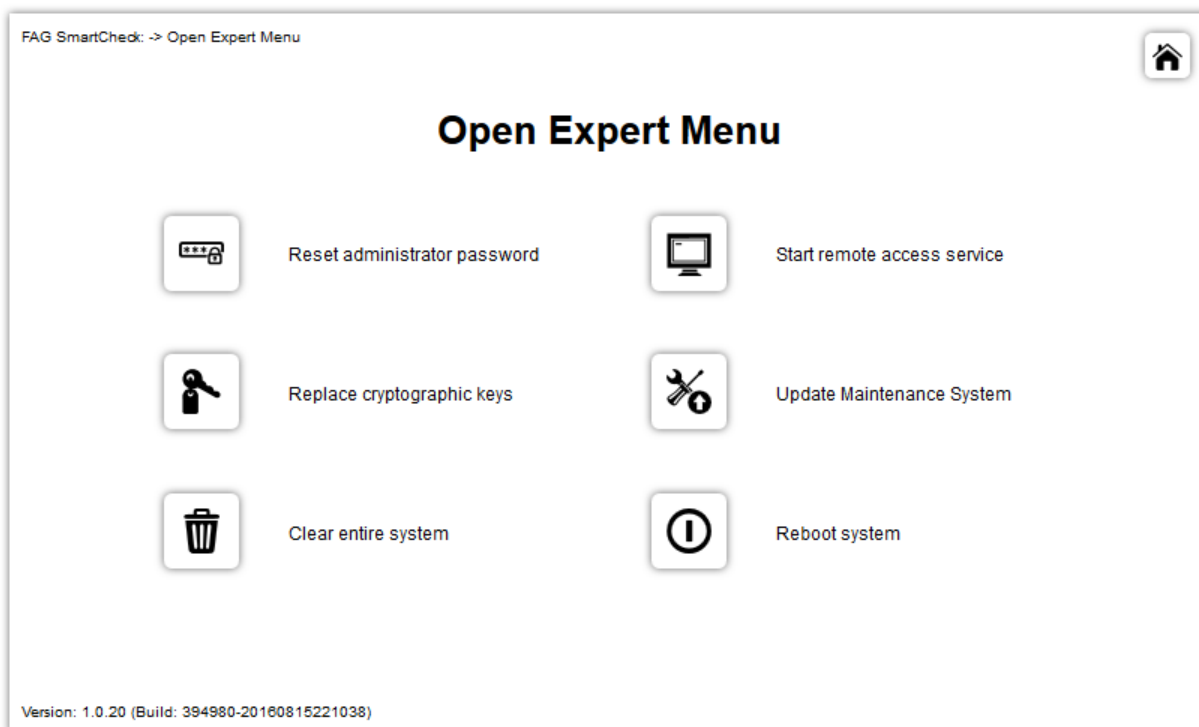 FAG SmartCheck: -> Open Expert Menu
Open Expert Menu
***
Reset administrator password
Start remote access service
Replace cryptographic keys
Update Maintenance System
Clear entire system
Reboot system
Version: 1.0.20 (Build: 394980-20160815221038)